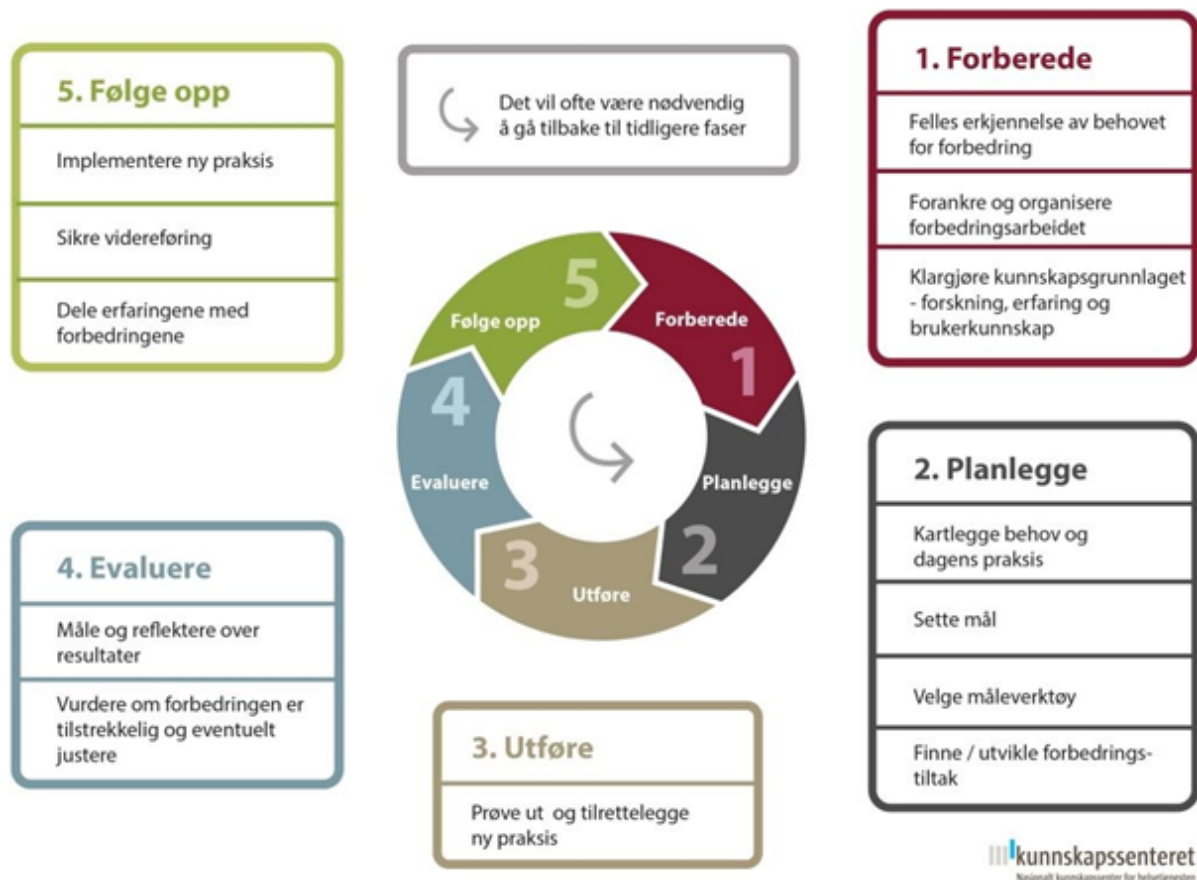 5. Følge opp
Implementere ny praksis
Sikre videreføring
Dele erfaringene med
forbedringene
Det vil ofte være nødvendig
å gå tilbake til tidligere faser
1. Forberede
Felles erkjennelse av behovet
for forbedring
Forankre og organisere
forbedringsarbeidet
Klargjøre kunnskapsgrunnlaget
- forskning, erfaring og
brukerkunnskap
5
Følge opp
Forberede
1
4
Evaluere
Planlegge
2
3
Utføre
2. Planlegge
Kartlegge behov og
dagens praksis
Sette mål
Velge måleverktøy
Finne / utvikle forbedrings-
tiltak
4. Evaluere
Måle og reflektere over
resultater
Vurdere om forbedringen er
tilstrekkelig og eventuelt
justere
3. Utføre
Prøve ut og tilrettelegge
ny praksis
kunnskapssenteret
Nasjonalt kunnskapssenter for helsetjenesten